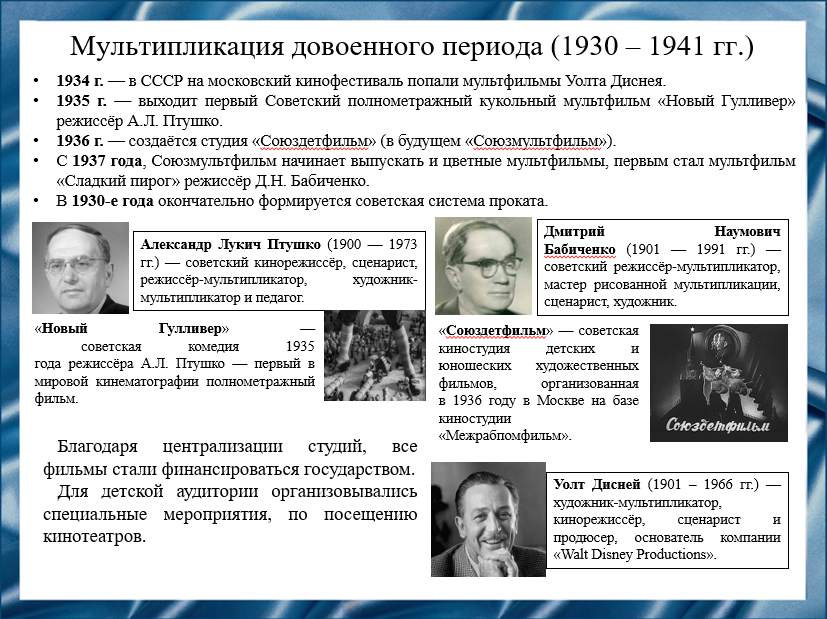 Мультипликация довоенного периода (1930 – 1941 гг.)
• 1934 г. — в СССР на московский кинофестиваль попали мультфильмы Уолта Диснея.
• 1935 г. — выходит первый Советский полнометражный кукольный мультфильм «Новый Гулливер»
режиссёр А.Л. Птушко.
• 1936 г. — создаётся студия «Союздетфильм» (в будущем «Союзмультфильм»).
• С 1937 года, Союзмультфильм начинает выпускать и цветные мультфильмы, первым стал мультфильм
«Сладкий пирог» режиссёр Д.Н. Бабиченко.
• В 1930-е года окончательно формируется советская система проката.
Александр Лукич Птушко (1900 — 1973
гг.) — советский кинорежиссёр, сценарист,
режиссёр-мультипликатор, художник-
мультипликатор и педагог.
Дмитрий Наумович
Бабиченко (1901 — 1991 гг.) —
советский режиссёр-мультипликатор,
мастер рисованной мультипликации,
сценарист, художник.
«Новый Гулливер» —
советская комедия 1935
года режиссёра А.Л. Птушко — первый в
мировой кинематографии полнометражный
фильм.
«Союздетфильм» — советская
киностудия детских и
юношеских художественных
фильмов, организованная
в 1936 году в Москве на базе
киностудии
«Межрабпомфильм».
Союздетфильм
Благодаря централизации студий, все
фильмы стали финансироваться государством.
Для детской аудитории организовывались
специальные мероприятия, по посещению
кинотеатров.
Уолт Дисней (1901 – 1966 гг.) —
художник-мультипликатор,
кинорежиссёр, сценарист и
продюсер, основатель компании
«Walt Disney Productions».